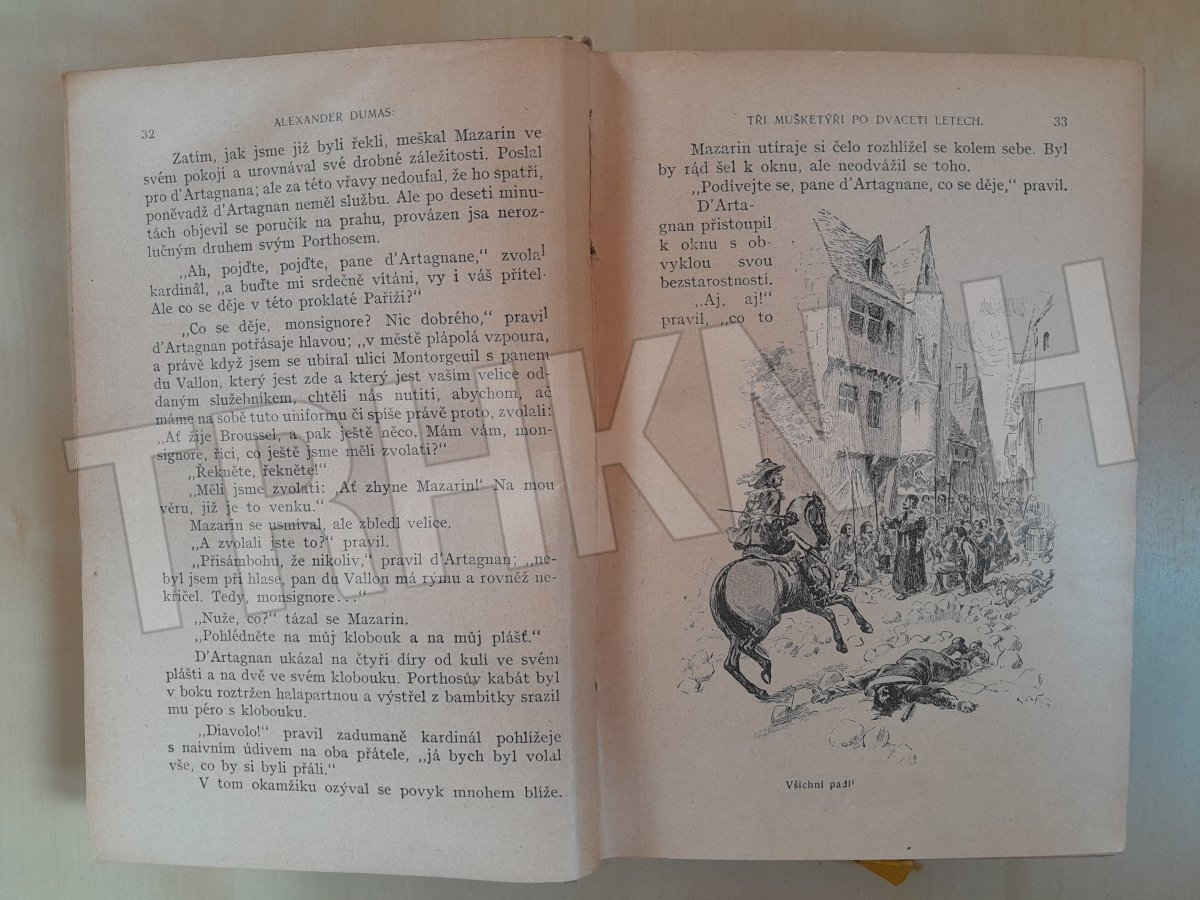 32
ALEXANDER DUMAS:
Zatím, jak jsme již byli řekli, meškal Mazarin ve
svém pokoji a urovnával své drobné záležitosti. Poslal
pro d'Artagnana; ale za této vřavy nedoufal, že ho spatří,
poněvadž d'Artagnan neměl službu. Ale po deseti minu-
tách objevil se poručík na prahu, provázen jsa neroz-
lučným druhem svým Porthosem.
„Ah, pojďte, pojďte, pane d'Artagnane,“ zvolal
kardinál, „a buďte mi srdečně vítáni, vy i váš přítel.
Ale co se děje v této proklaté Paříži?“
„Co se děje, monsignore? Nic dobrého,“ pravil
d'Artagnan potřásaje hlavou; „v městě plápolá vzpoura,
a právě když jsem se ubíral ulicí Montorgeuil s panem
du Vallon, který jest zde a který jest vaším velice od-
daným služebníkem, chtěli nás nutiti, abychom, ač
máme na sobě tuto uniformu či spíše právě proto, zvolali:
„Ať žije Broussel, a pak ještě něco. Mám vám, mon-
signore, říci, co ještě jsme měli zvolati?“
„Řekněte, řekněte!“
„Měli jsme zvolati: ‚Ať zhyne Mazarin!‘ Na mou
věru, již je to venku.“
Mazarin se usmíval, ale zbledl velice.
„A zvolali jste to?“ pravil.
„Přisámbohu, že nikoliv,“ pravil d'Artagnan; „ne-
byl jsem při hlase, pan du Vallon má rýmu a rovněž ne-
křičel. Tedy, monsignore...“
„Nuže, co?“ tázal se Mazarin.
„Pohlédněte na můj klobouk a na můj plášť.“
D'Artagnan ukázal na čtyři díry od kulí ve svém
plášti a na dvě ve svém klobouku. Porthosův kabát byl
v boku roztržen halapartnou a výstřel z bambitky srazil
mu péro s klobouku.
„Diavolo!“ pravil zadumaně kardinál pohlížeje
s naivním údivem na oba přátele, „já bych byl volal
vše, co by si byli přáli.“
V tom okamžiku ozýval se povyk mnohem blíže.
TŘI MUŠKETÝŘI PO DVACETI LETECH.
33
Mazarin utíraje si čelo rozhlížel se kolem sebe. Byl
by rád šel k oknu, ale neodvážil se toho.
„Podívejte se, pane d'Artagnane, co se děje,“ pravil.
D'Arta-
gnan přistoupil
k oknu s ob-
vyklou svou
bezstarostností.
„Aj, aj!“
pravil, „co to
Všichni padli
TRHKNIH